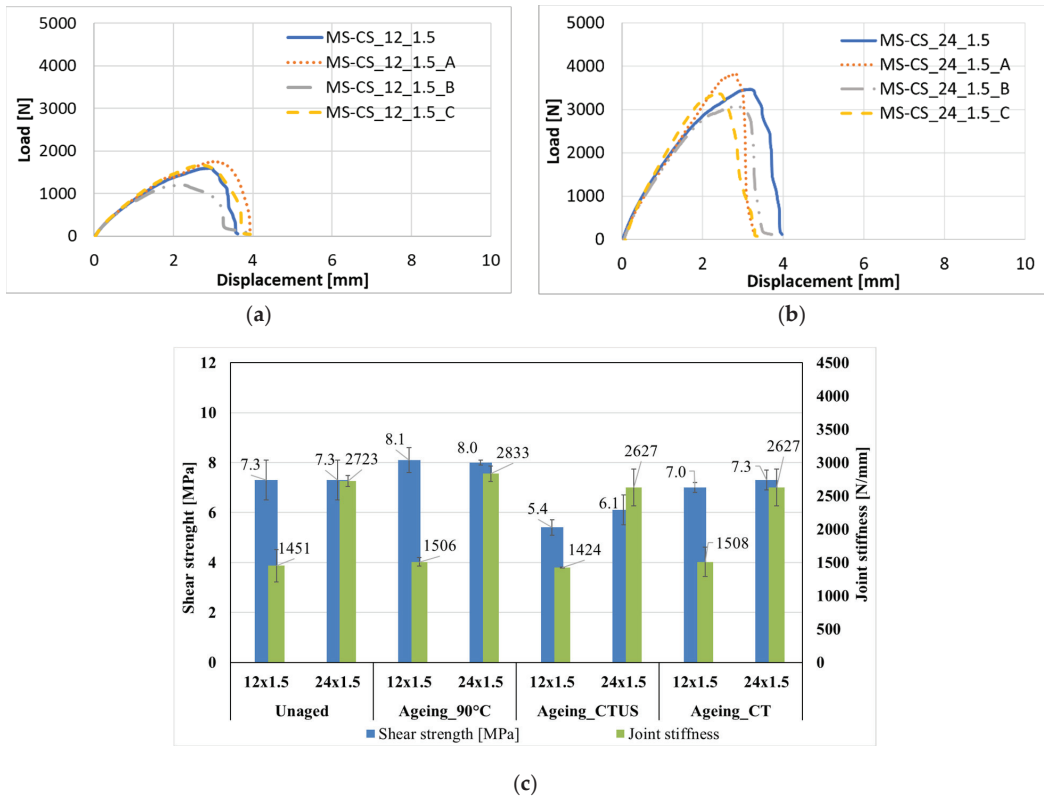 5000
4000
3000
2000
1000
0
Load [N]
MS-CS_12_1.5
MS-CS_12_1.5_A
MS-CS_12_1.5_B
MS-CS_12_1.5_C
0 2 4 6 8 10
Displacement [mm]
(a)
5000
4000
3000
2000
1000
0
Load [N]
MS-CS_24_1.5
MS-CS_24_1.5_A
MS-CS_24_1.5_B
MS-CS_24_1.5_C
0 2 4 6 8 10
Displacement [mm]
(b)
12
10
8
6
4
2
0
Shear strenght [MPa]
7.3
1451
7.3
2723
8.1
1506
8.0
2833
5.4
1424
6.1
2627
7.0
1508
7.3
2627
4500
4000
3500
3000
2500
2000
1500
1000
500
0
Joint stiffness [N/mm]
12x1.5 24x1.5 12x1.5 24x1.5 12x1.5 24x1.5 12x1.5 24x1.5
Unaged Ageing_90°C Ageing_CTUS Ageing_CT
Shear strength [MPa] Joint stiffness
(c)